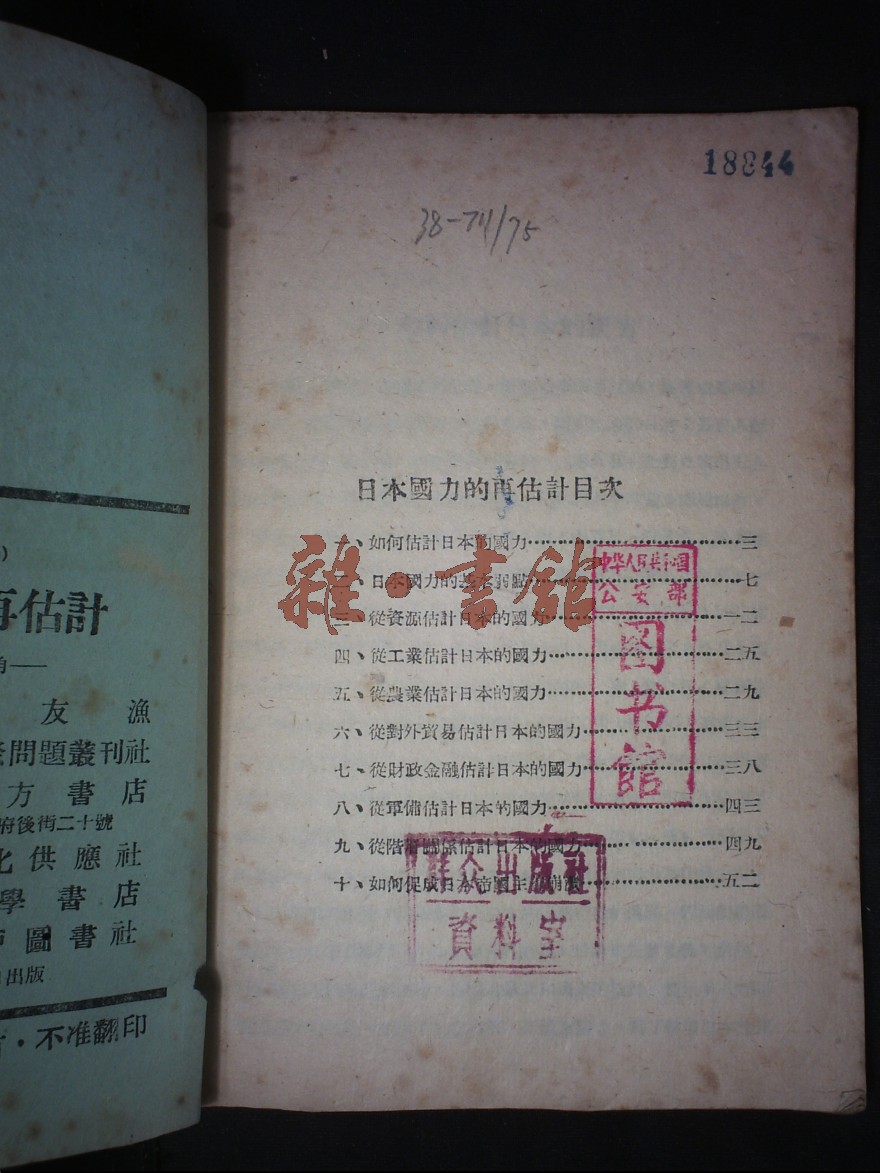 18844
38-711/75
日本國力的再估計目次
一、如何估計日本的國力…………三
二、日本國力的基本弱點…………七
三、從資源估計日本的國力…………一二
四、從工業估計日本的國力…………二五
五、從農業估計日本的國力…………二九
六、從對外貿易估計日本的國力…………三三
七、從財政金融估計日本的國力…………三八
八、從軍備估計日本的國力…………四三
九、從階層關係估計日本的國力…………四九
十、如何促成日本帝國主義崩潰…………五二
雜·書館
中华人民共和国
公安部
图书館
群众出版社
資料室
再估計
友漁
問題叢刊社
方書店
府後街二十號
化供應社
學書店
圖書社
出版
·不准翻印